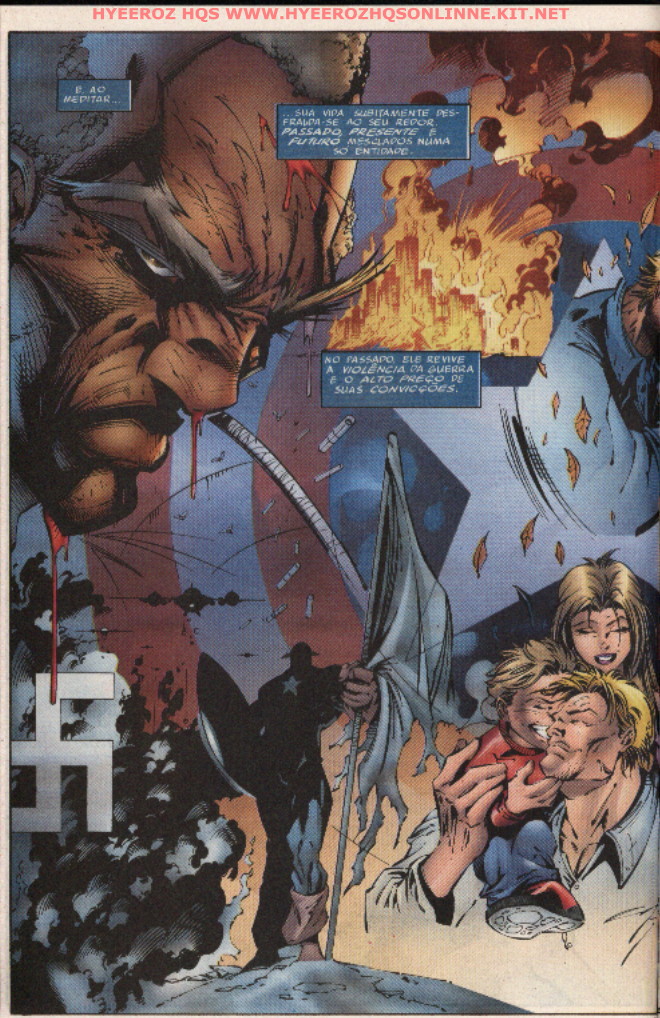 HYEEROZ HQS WWW.HYEEROZHQSONLINNE.KIT.NET
E, AO
MEDITAR...
...SUA VIDA SUBITAMENTE DES-
FRALDA-SE AO SEU REDOR.
PASSADO, PRESENTE E
FUTURO MESCLADOS NUMA
SÓ ENTIDADE.
NO PASSADO, ELE REVIVE
A VIOLÊNCIA DA GUERRA
E O ALTO PREÇO DE
SUAS CONVICÇÕES.